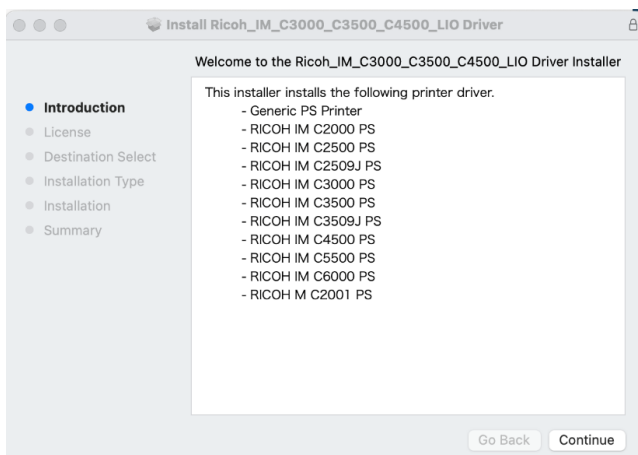 Install Ricoh_IM_C3000_C3500_C4500_LIO Driver
Welcome to the Ricoh_IM_C3000_C3500_C4500_LIO Driver Installer
Introduction
License
Destination Select
Installation Type
Installation
Summary
This installer installs the following printer driver.
- Generic PS Printer
- RICOH IM C2000 PS
- RICOH IM C2500 PS
- RICOH IM C2509J PS
- RICOH IM C3000 PS
- RICOH IM C3500 PS
- RICOH IM C3509J PS
- RICOH IM C4500 PS
- RICOH IM C5500 PS
- RICOH IM C6000 PS
- RICOH M C2001 PS
Go Back
Continue